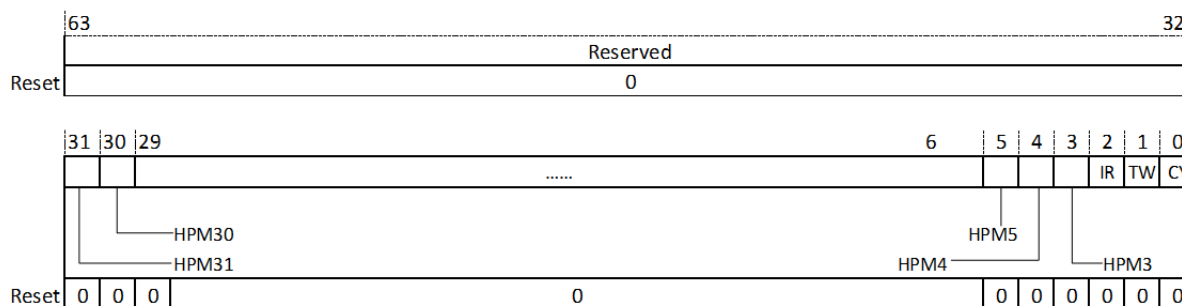 63 32
Reserved
Reset 0
31 30 29 6 5 4 3 2 1 0
...... IR TW CY
HPM30 HPM5
HPM31 HPM4 HPM3
Reset 0 0 0 0 0 0 0 0 0 0